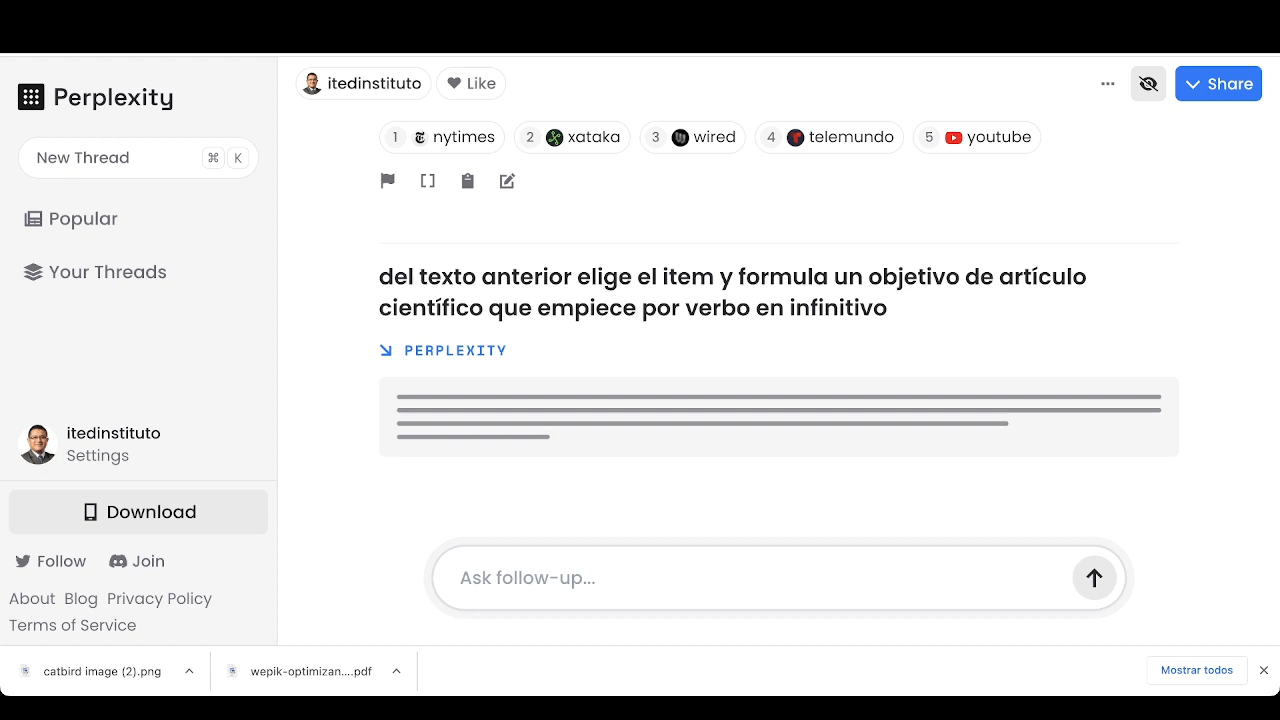 itedinstituto Like Share
Perplexity
1 nytimes 2 xataka 3 wired 4 telemundo 5 youtube
New Thread ⌘ K
Popular
Your Threads
del texto anterior elige el item y formula un objetivo de artículo
científico que empiece por verbo en infinitivo
PERPLEXITY
itedinstituto
Settings
Download
Follow Join
Ask follow-up...
About Blog Privacy Policy
Terms of Service
catbird image (2).png wepik-optimizan....pdf Mostrar todos